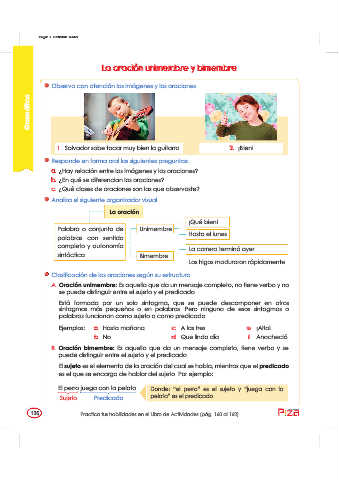 La oración unimembre y bimembre
Observa con atención las imágenes y las oraciones
1. Salvador sabe tocar muy bien la guitarra
2. ¡Bien!
Responde en forma oral las siguientes preguntas
a. ¿Hay relación entre las imágenes y las oraciones?
b. ¿En qué se diferencian las oraciones?
c. ¿Qué clases de oraciones son las que observaste?
Analiza el siguiente organizador visual
La oración
Palabra o conjunto de
palabras con sentido
completo y autonomía
sintáctica
Unimembre
¡Qué bien!
Hasta el lunes
Bimembre
La carrera terminó ayer
Los higos maduraron rápidamente
Clasificación de las oraciones según su estructura
A. Oración unimembre: Es aquella que da un mensaje completo, no tiene verbo y no
se puede distinguir entre el sujeto y el predicado
Está formada por un solo sintagma, que se puede descomponer en otros
sintagmas más pequeños o en palabras. Pero ninguno de esos sintagmas o
palabras funcionan como sujeto o como predicado
Ejemplos: a. Hasta mañana c. A las tres e. ¡Alto!
b. No d. Que lindo día f. Anocheció
B. Oración bimembre: Es aquella que da un mensaje completo, tiene verbo y se
puede distinguir entre el sujeto y el predicado
El sujeto es el elemento de la oración del cual se habla, mientras que el predicado
es el que se encarga de hablar del sujeto. Por ejemplo:
El perro juega con la pelota
Sujeto Predicado
Donde: "el perro" es el sujeto y "juega con la
pelota" es el predicado
136
Practica tus habilidades en el Libro de Actividades (pág. 160 al 162)